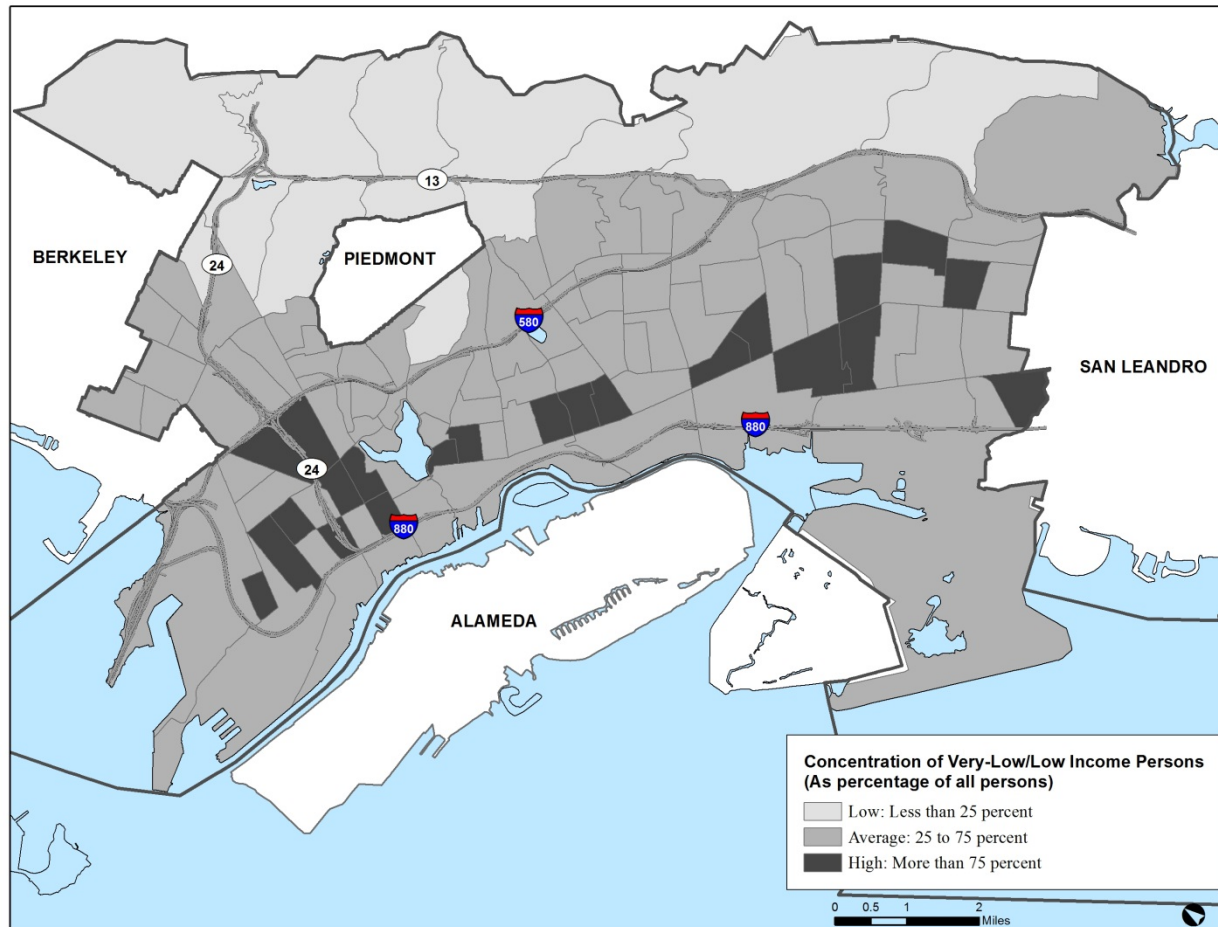 13
BERKELEY
PIEDMONT
24
580
SAN LEANDRO
880
24
880
ALAMEDA
Concentration of Very-Low/Low Income Persons
(As percentage of all persons)
Low: Less than 25 percent
Average: 25 to 75 percent
High: More than 75 percent
0 0.5 1 2
Miles